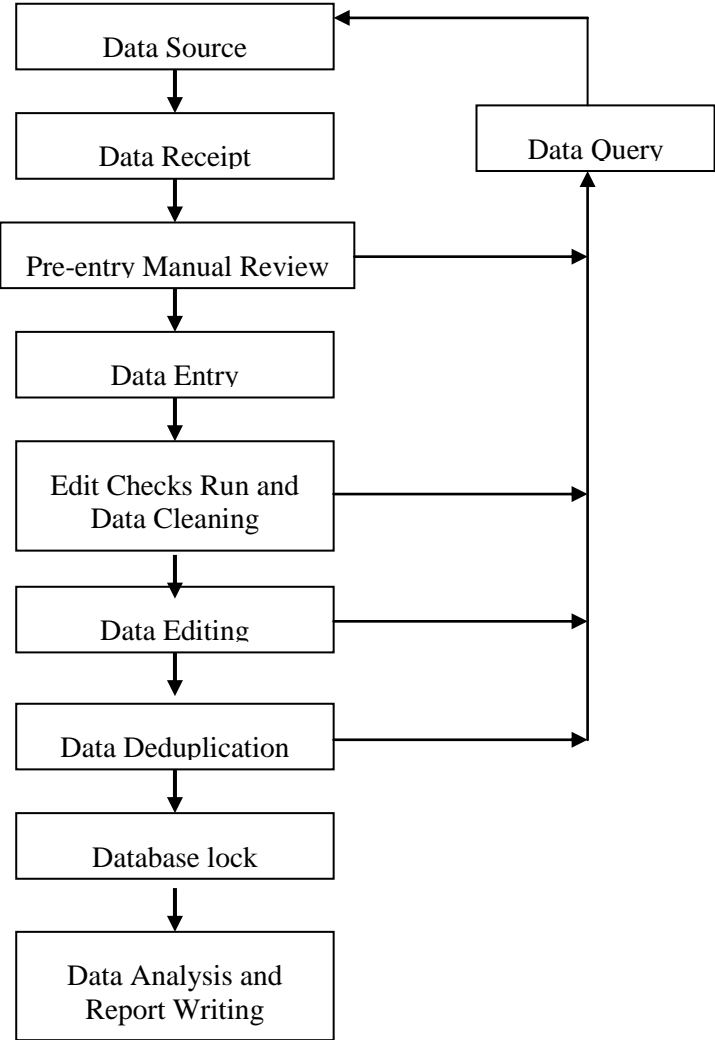 Data Source
Data Query
Data Receipt
Pre-entry Manual Review
Data Entry
Edit Checks Run and
Data Cleaning
Data Editing
Data Deduplication
Database lock
Data Analysis and
Report Writing